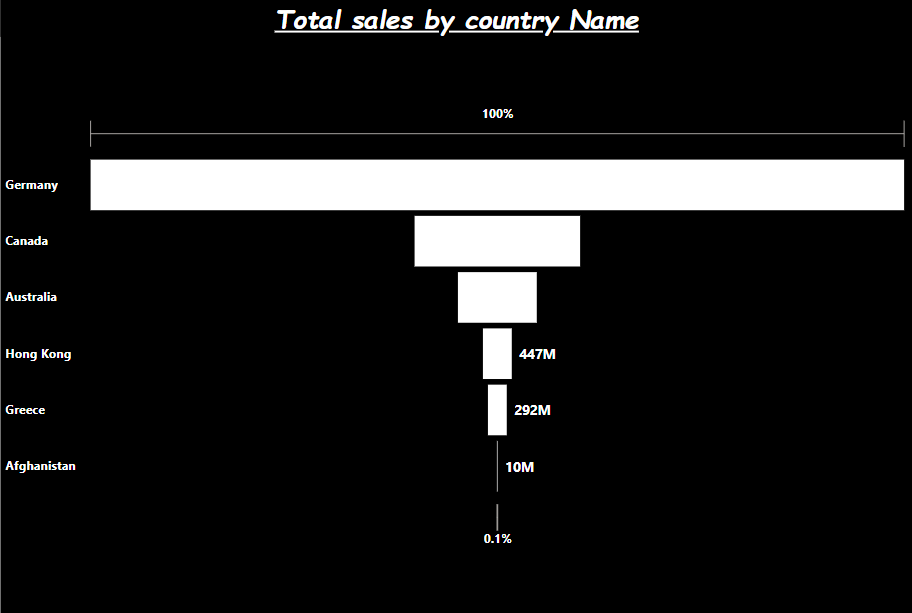 Total sales by country Name
100%
Germany
Canada
Australia
Hong Kong 447M
Greece 292M
Afghanistan 10M
0.1%